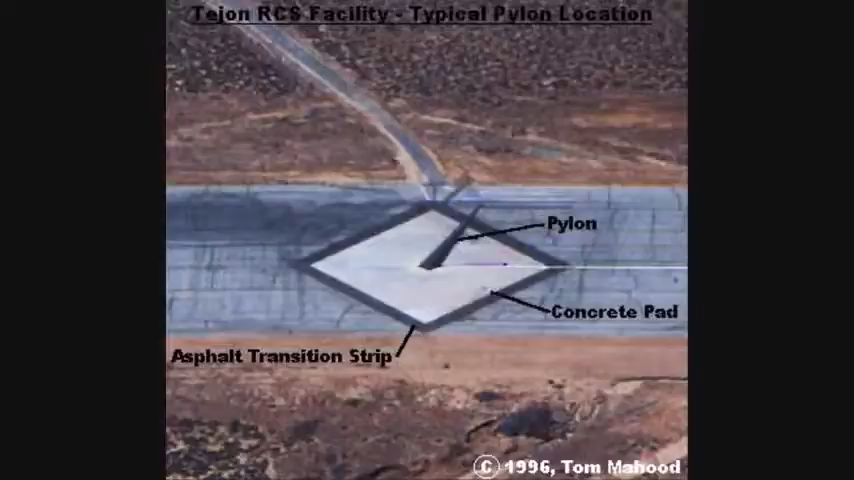 Tejon RCS Facility - Typical Pylon Location
Pylon
Concrete Pad
Asphalt Transition Strip
© 1996, Tom Mahood